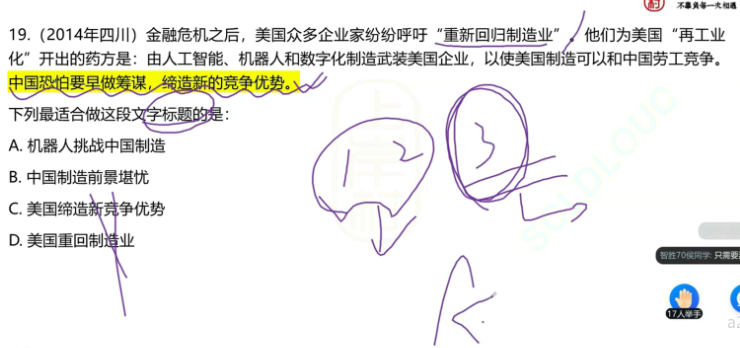 不辜负每一次相遇
19.（2014年四川）金融危机之后，美国众多企业家纷纷呼吁“重新回归制造业”。他们为美国“再工业
化”开出的药方是：由人工智能、机器人和数字化制造武装美国企业，以使美国制造可以和中国劳工竞争。
中国恐怕要早做筹谋，缔造新的竞争优势。
下列最适合做这段文字标题的是：
A. 机器人挑战中国制造
B. 中国制造前景堪忧
C. 美国缔造新竞争优势
D. 美国重回制造业
1 2 3
智胜70侯同学: 只需要
17人举手